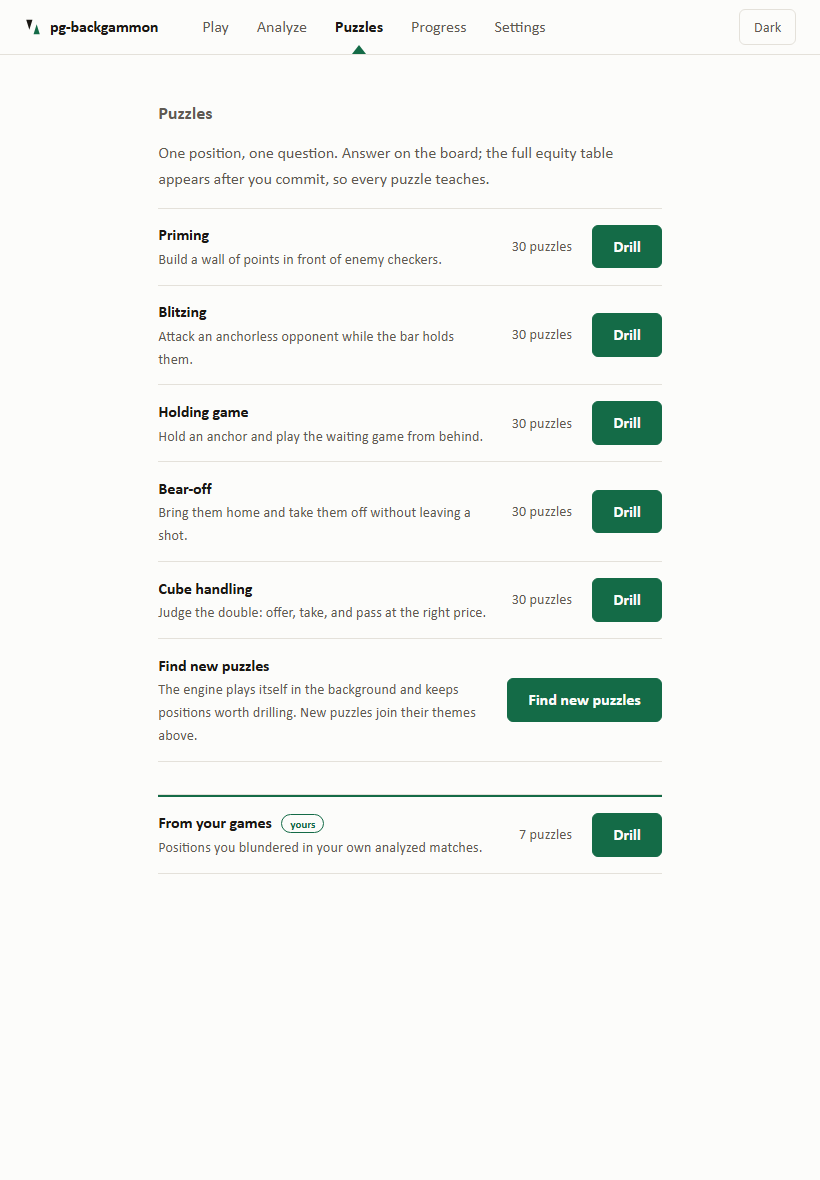 pg-backgammon Play Analyze Puzzles Progress Settings Dark
Puzzles
One position, one question. Answer on the board; the full equity table
appears after you commit, so every puzzle teaches.
Priming
Build a wall of points in front of enemy checkers.
30 puzzles
Drill
Blitzing
Attack an anchorless opponent while the bar holds
them.
30 puzzles
Drill
Holding game
Hold an anchor and play the waiting game from behind.
30 puzzles
Drill
Bear-off
Bring them home and take them off without leaving a
shot.
30 puzzles
Drill
Cube handling
Judge the double: offer, take, and pass at the right price.
30 puzzles
Drill
Find new puzzles
The engine plays itself in the background and keeps
positions worth drilling. New puzzles join their themes
above.
Find new puzzles
From your games yours
Positions you blundered in your own analyzed matches.
7 puzzles
Drill